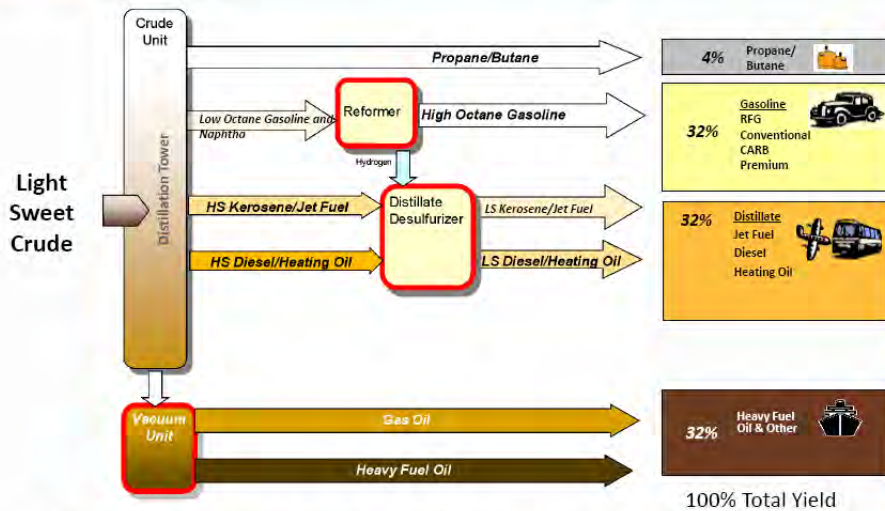 Crude
Unit
Distillation Tower
Light
Sweet
Crude
Propane/Butane
Low Octane Gasoline and
Naphtha
Reformer
High Octane Gasoline
Hydrogen
HS Kerosene/Jet Fuel
Distillate
Desulfurizer
LS Kerosene/Jet Fuel
HS Diesel/Heating Oil
LS Diesel/Heating Oil
Vacuum
Unit
Gas Oil
Heavy Fuel Oil
4%
Propane/
Butane
32%
Gasoline
RFG
Conventional
CARB
Premium
32%
Distillate
Jet Fuel
Diesel
Heating Oil
32%
Heavy Fuel
Oil & Other
100% Total Yield